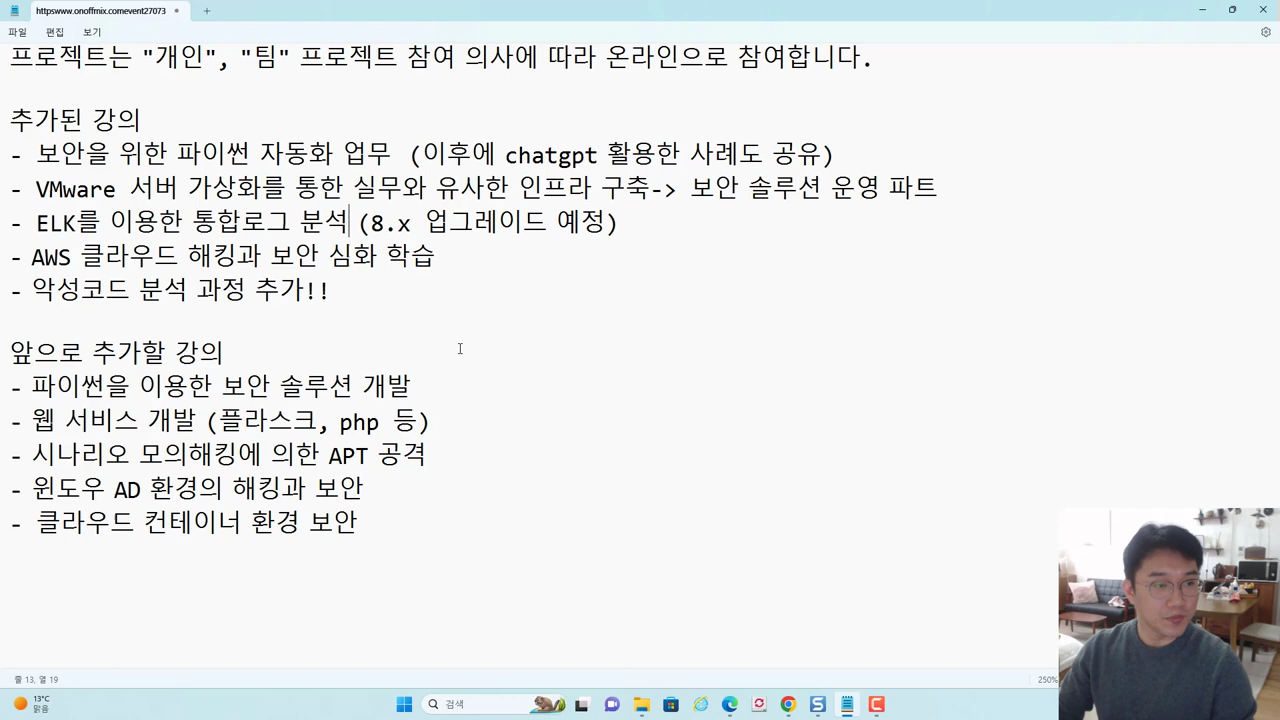 httpswww.onoffmix.comevent27073
파일 편집 보기
프로젝트는 "개인", "팀" 프로젝트 참여 의사에 따라 온라인으로 참여합니다.
추가된 강의
- 보안을 위한 파이썬 자동화 업무 (이후에 chatgpt 활용한 사례도 공유)
- VMware 서버 가상화를 통한 실무와 유사한 인프라 구축-> 보안 솔루션 운영 파트
- ELK를 이용한 통합로그 분석 (8.x 업그레이드 예정)
- AWS 클라우드 해킹과 보안 심화 학습
- 악성코드 분석 과정 추가!!
앞으로 추가할 강의
- 파이썬을 이용한 보안 솔루션 개발
- 웹 서비스 개발 (플라스크, php 등)
- 시나리오 모의해킹에 의한 APT 공격
- 윈도우 AD 환경의 해킹과 보안
- 클라우드 컨테이너 환경 보안
줄 13, 열 19
250%
13°C
맑음
검색